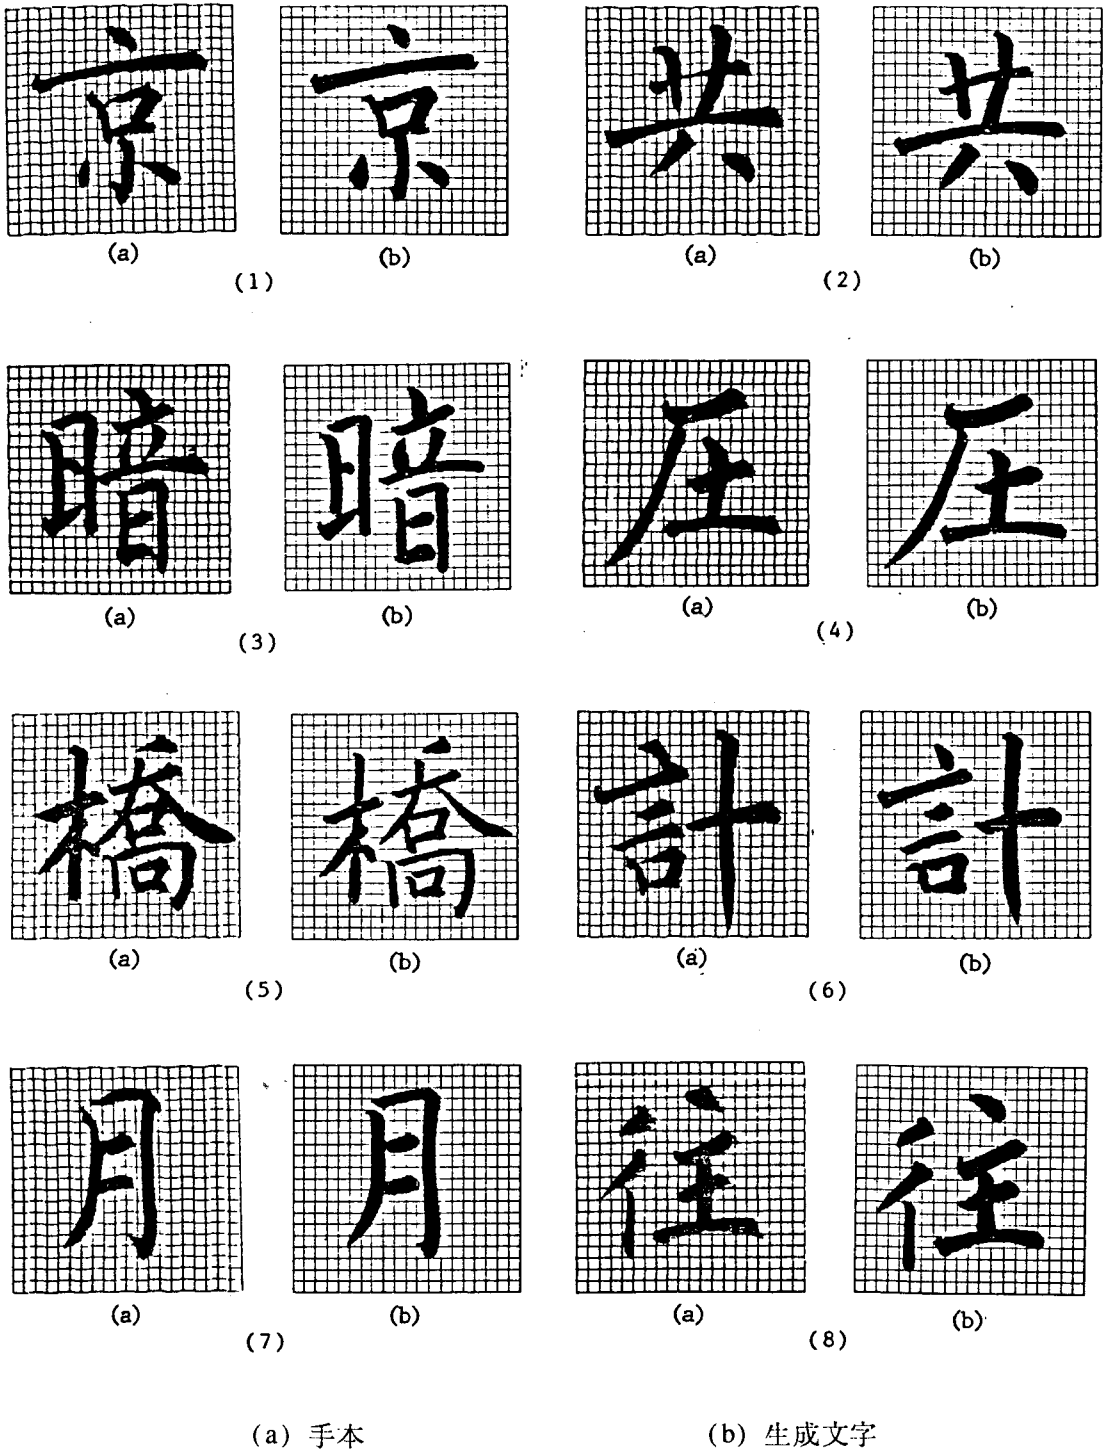 京 京 共 共
(a) (b) (a) (b)
(1) (2)
暗 暗 圧 圧
(a) (b) (a) (b)
(3) (4)
橋 橋 計 計
(a) (b) (a) (b)
(5) (6)
月 月 往 往
(a) (b) (a) (b)
(7) (8)
(a) 手本 (b) 生成文字